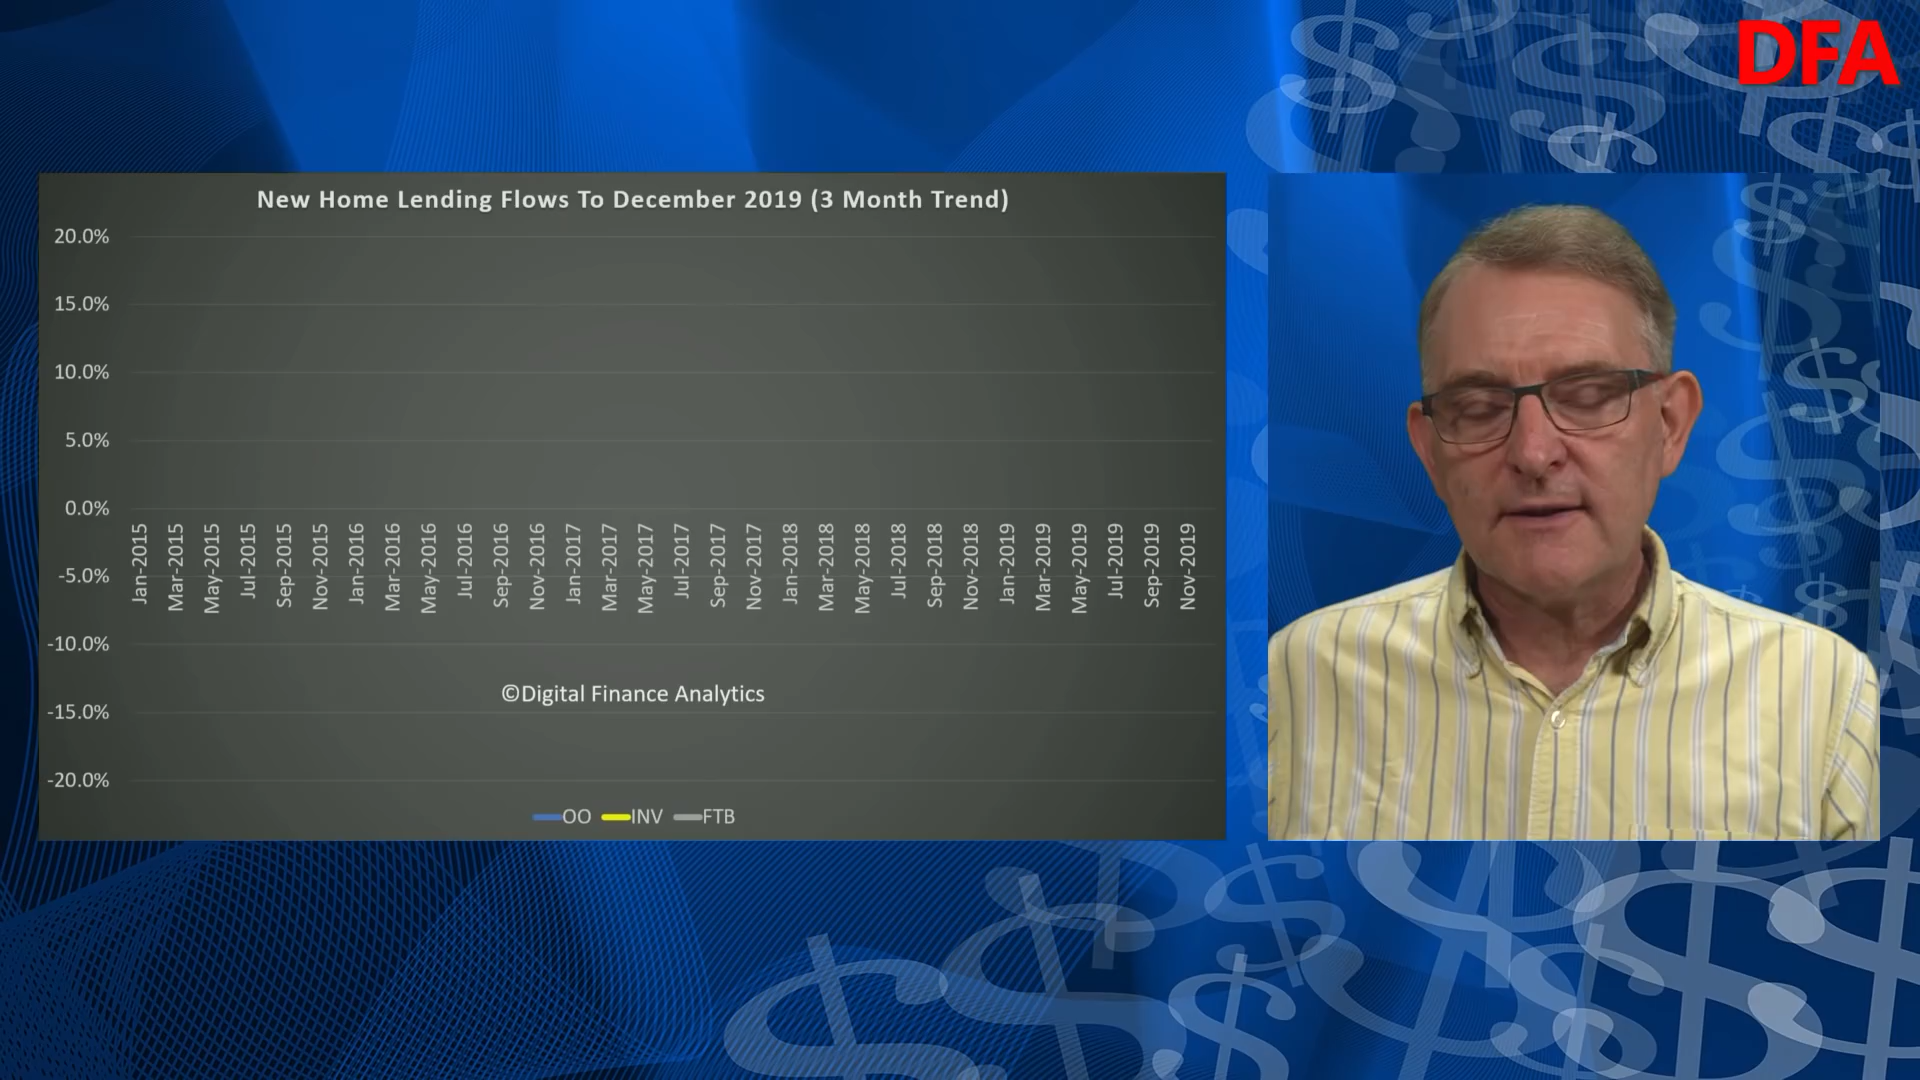 DFA
New Home Lending Flows To December 2019 (3 Month Trend)
20.0%
15.0%
10.0%
5.0%
0.0%
-5.0%
-10.0%
-15.0%
-20.0%
Jan-2015
Mar-2015
May-2015
Jul-2015
Sep-2015
Nov-2015
Jan-2016
Mar-2016
May-2016
Jul-2016
Sep-2016
Nov-2016
Jan-2017
Mar-2017
May-2017
Jul-2017
Sep-2017
Nov-2017
Jan-2018
Mar-2018
May-2018
Jul-2018
Sep-2018
Nov-2018
Jan-2019
Mar-2019
May-2019
Jul-2019
Sep-2019
Nov-2019
©Digital Finance Analytics
OO INV FTB